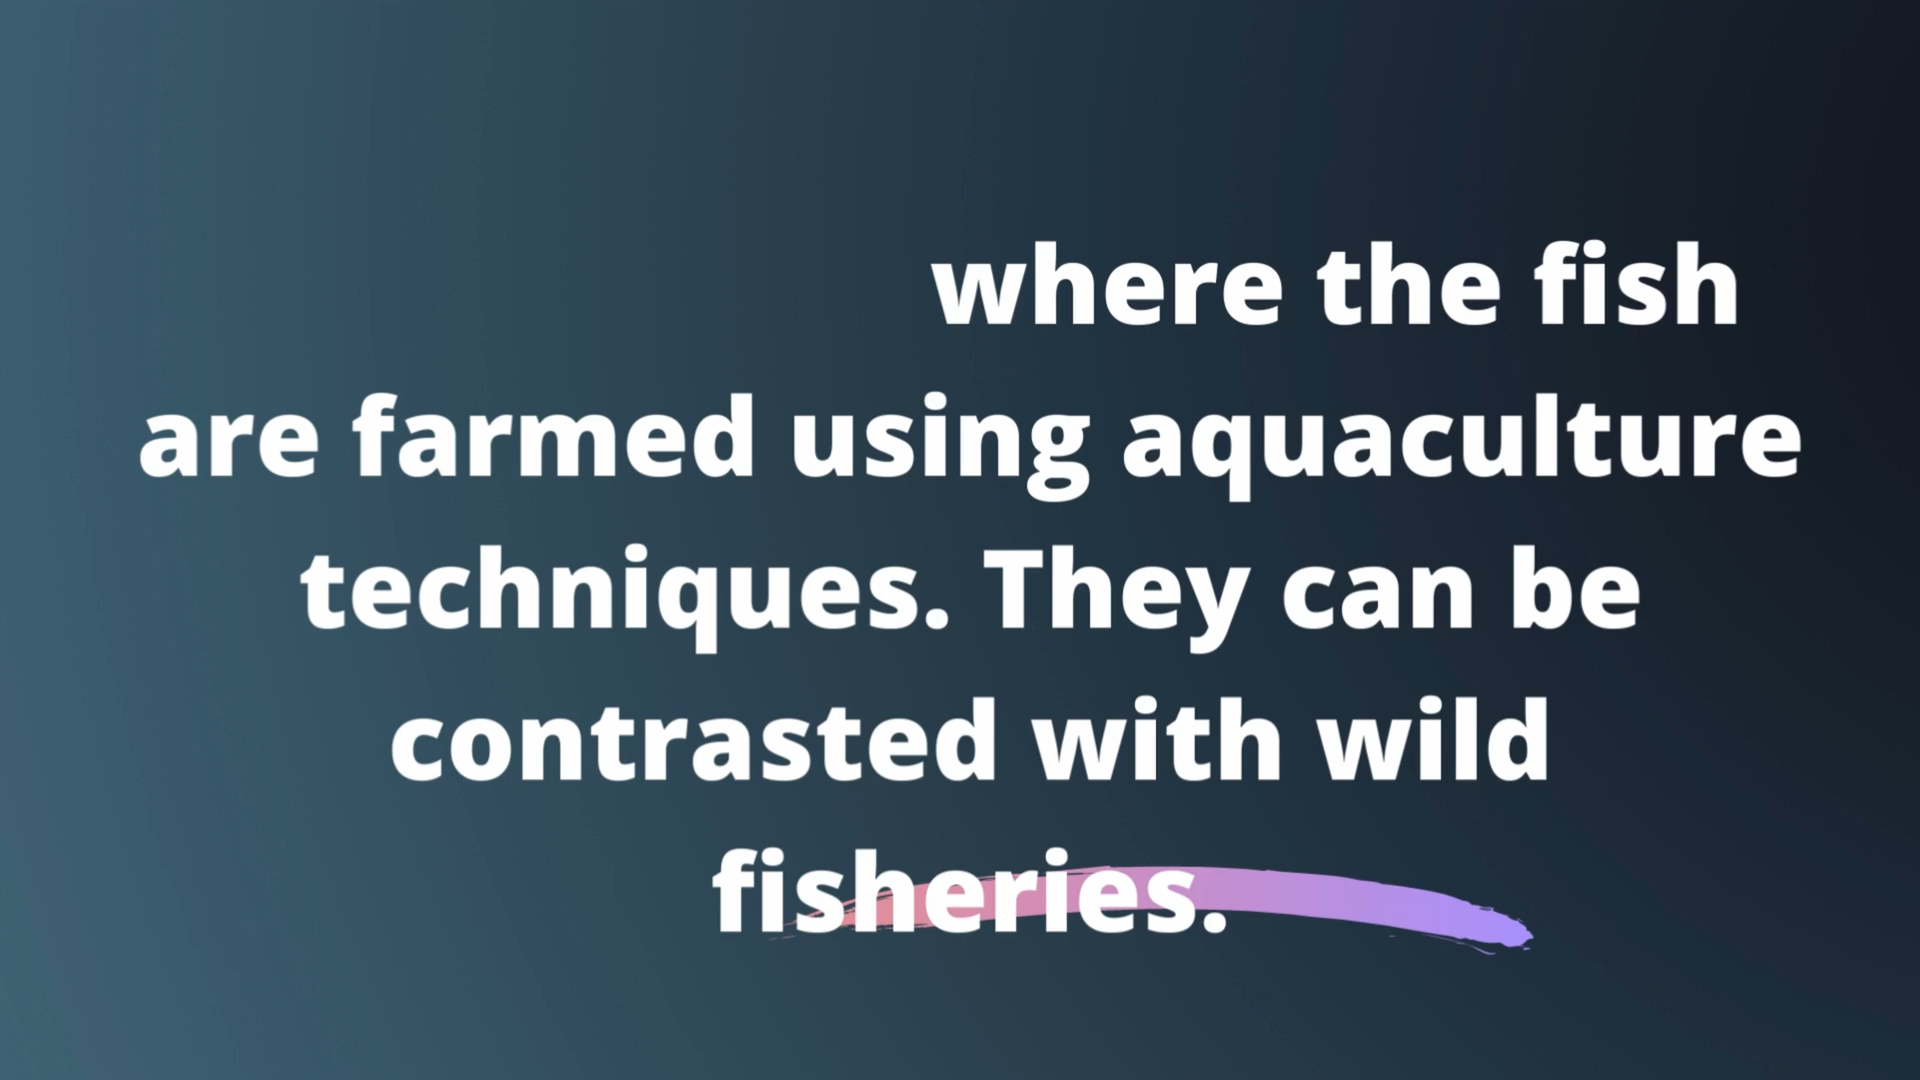 where the fish
are farmed using aquaculture
techniques. They can be
contrasted with wild
fisheries.